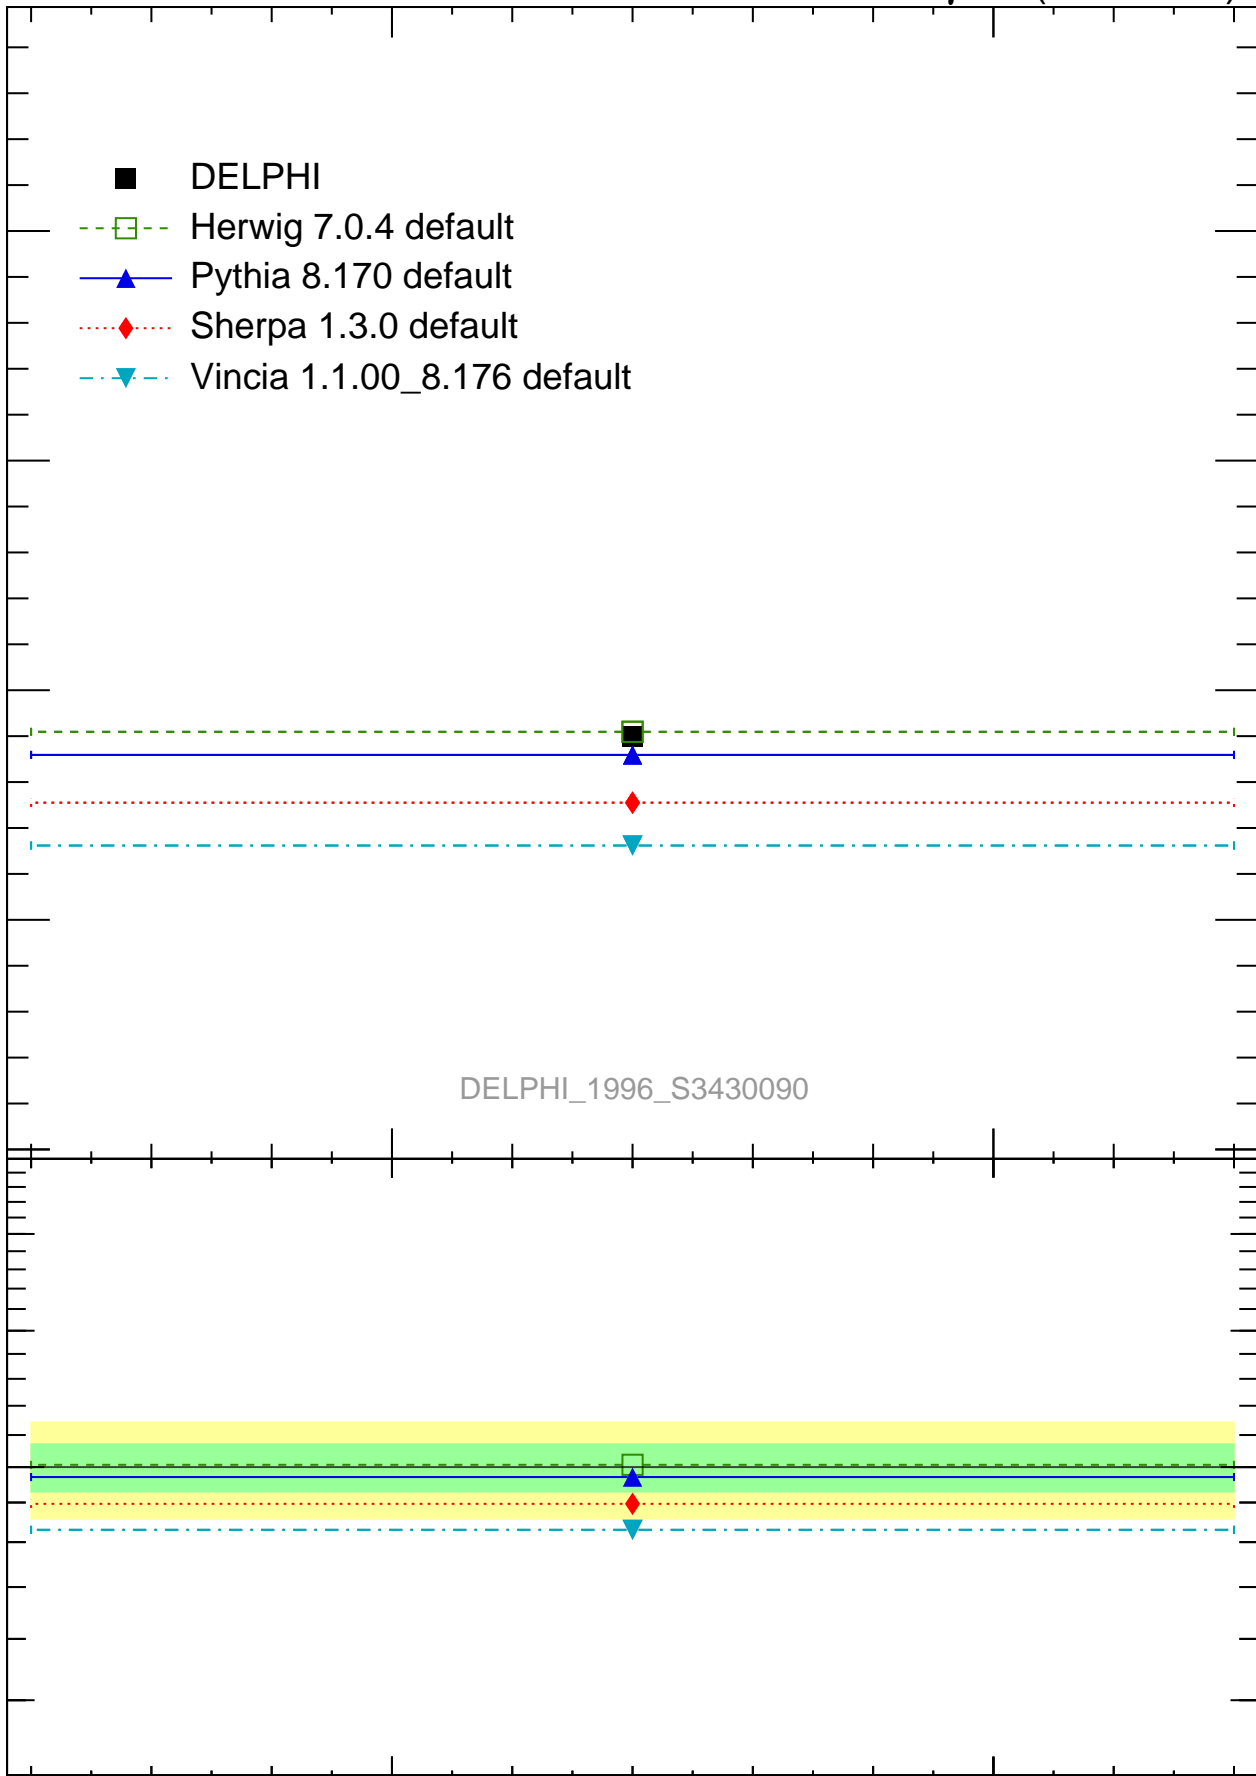 DELPHI
Herwig 7.0.4 default
Pythia 8.170 default
Sherpa 1.3.0 default
Vincia 1.1.00_8.176 default
DELPHI_1996_S3430090